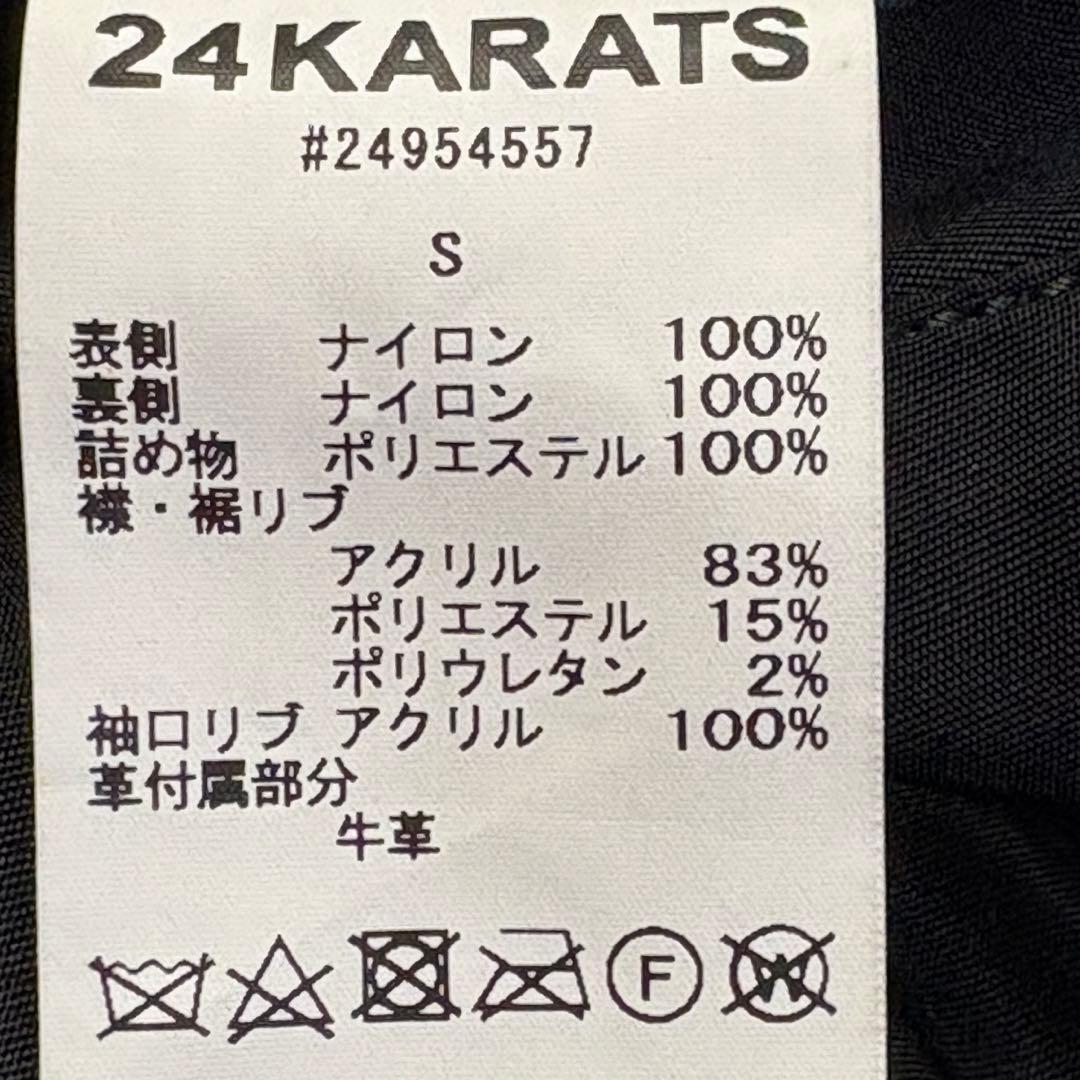 24KARATS
#24954557
S
表側 ナイロン 100%
裏側 ナイロン 100%
詰め物 ポリエステル 100%
襟・裾リブ
アクリル 83%
ポリエステル 15%
ポリウレタン 2%
袖口リブ アクリル 100%
革付属部分
牛革
F W